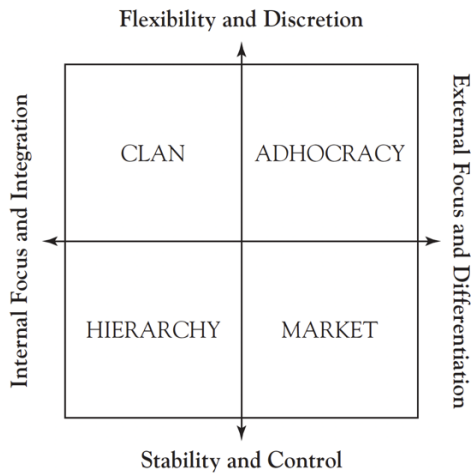 Flexibility and Discretion
Internal Focus and Integration
CLAN
ADHOCRACY
External Focus and Differentiation
HIERARCHY
MARKET
Stability and Control